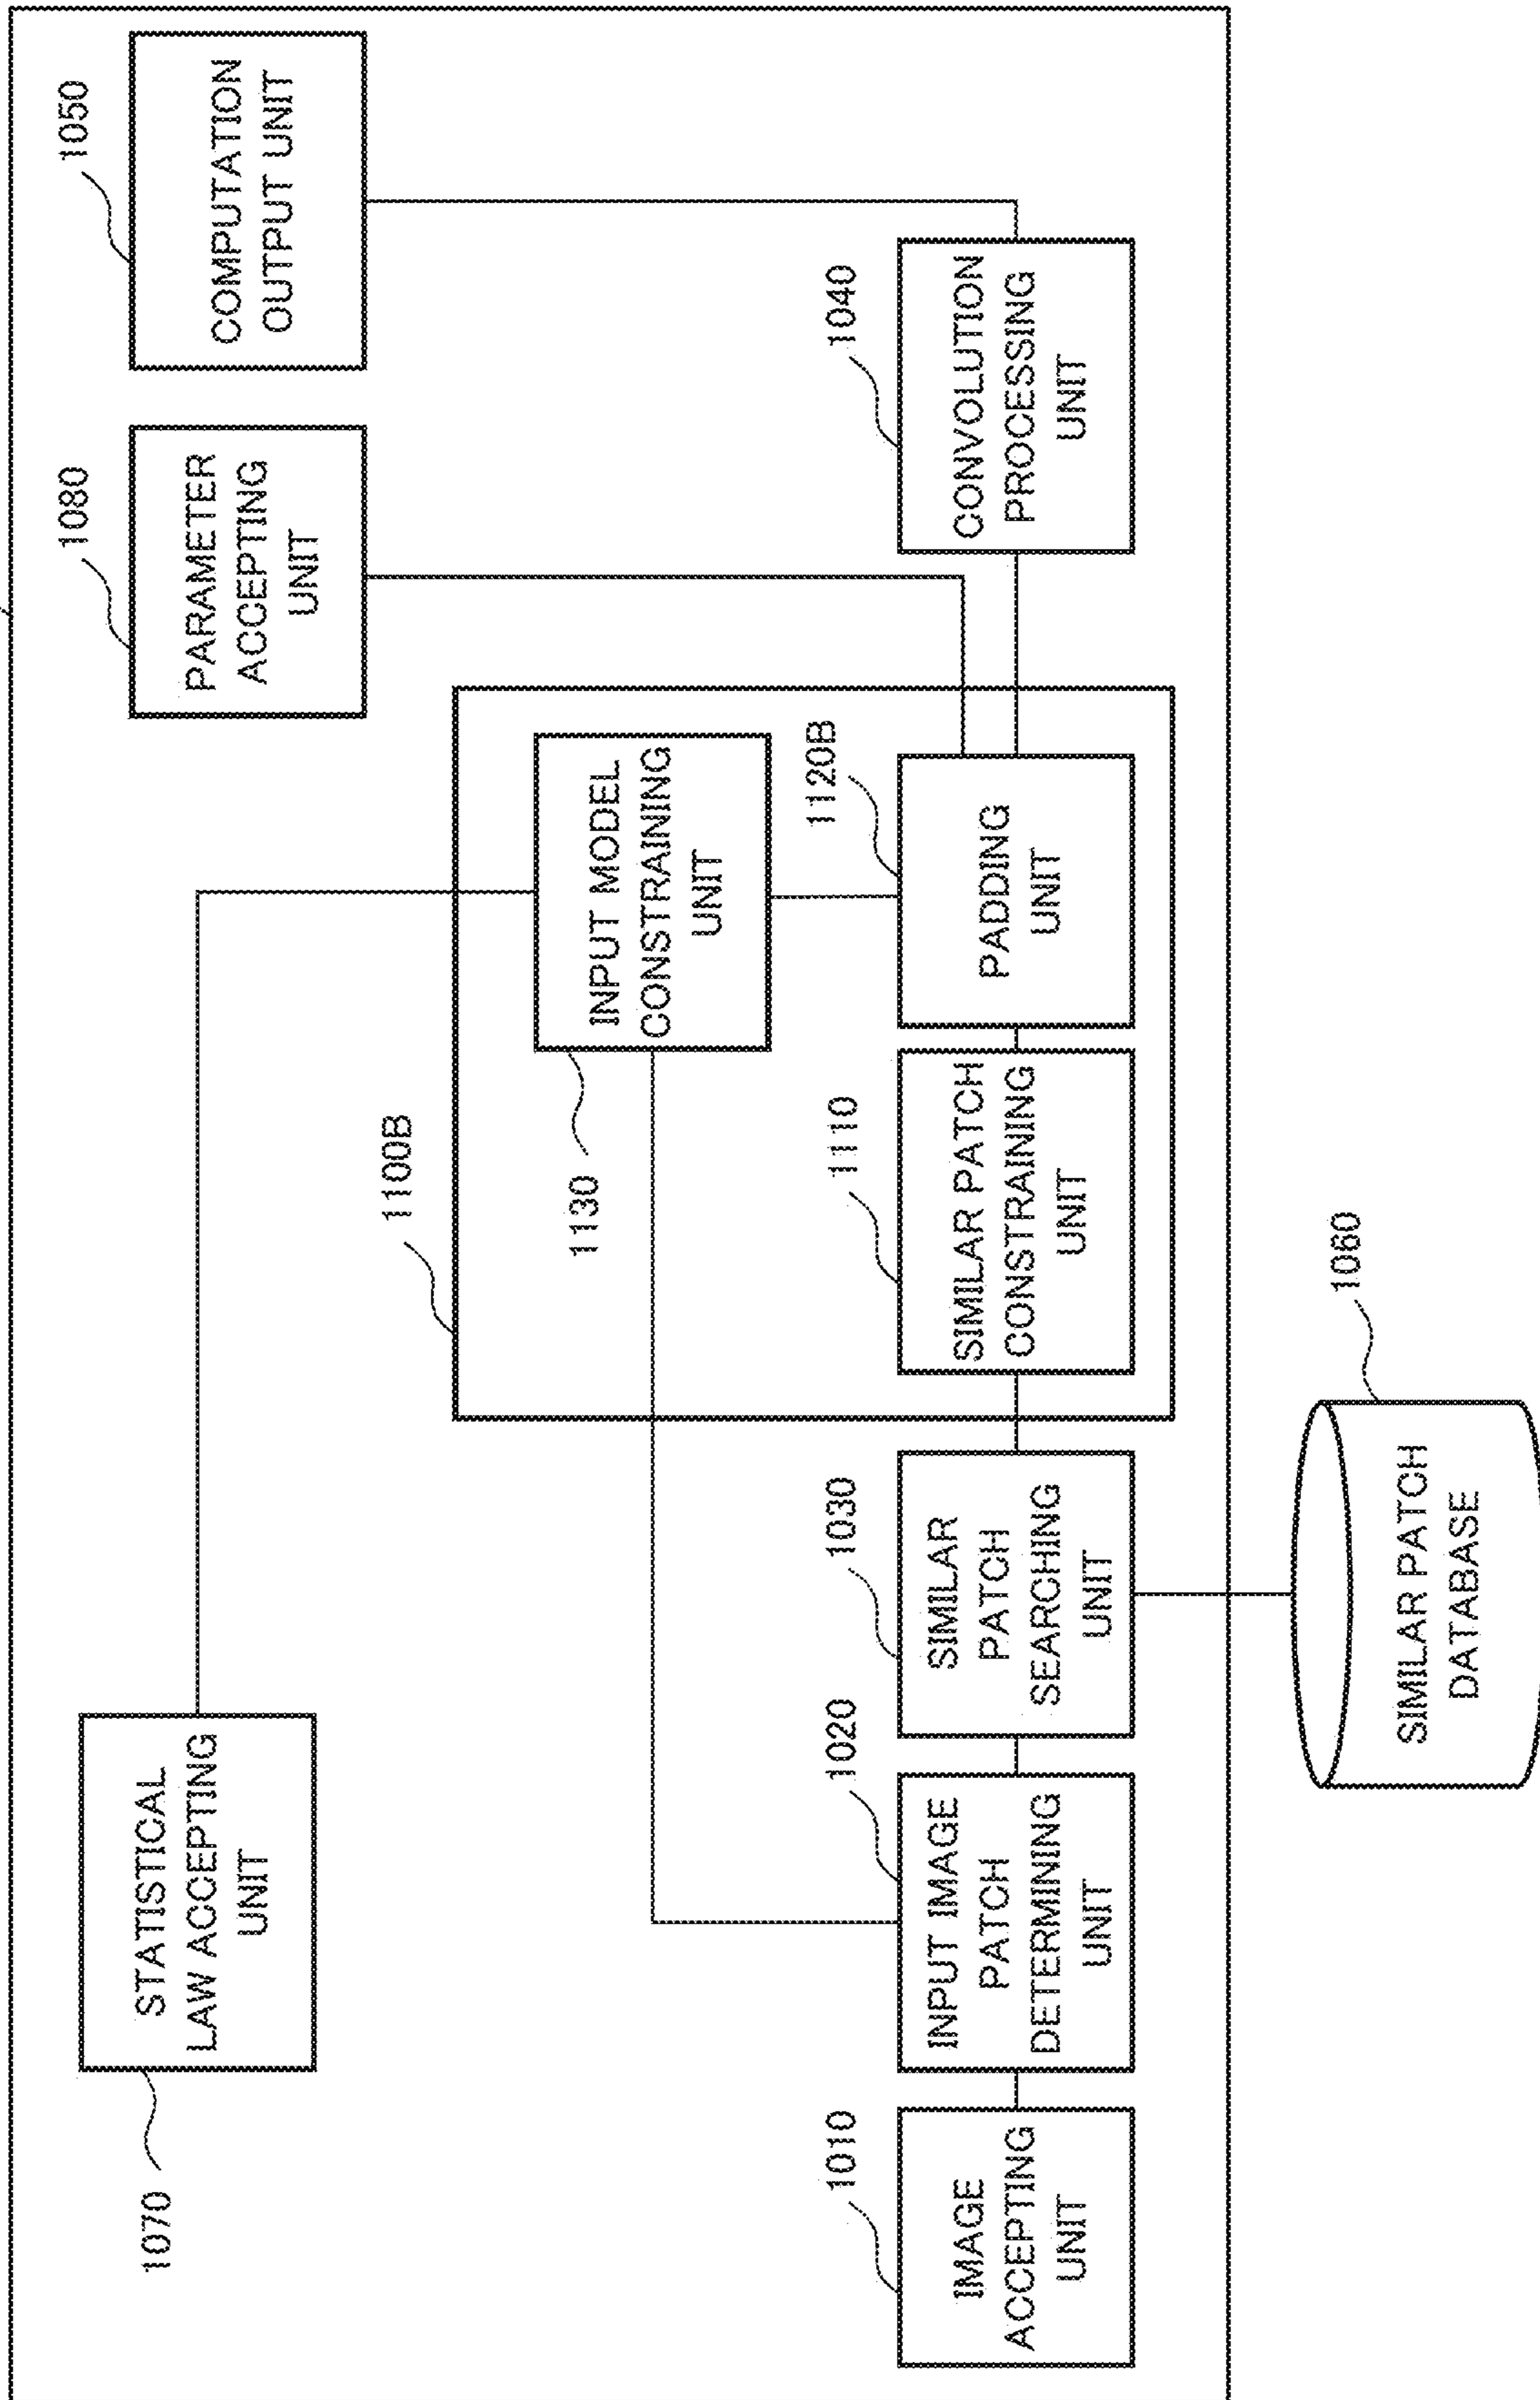 1070
STATISTICAL
LAW ACCEPTING
UNIT
1080
PARAMETER
ACCEPTING
UNIT
1050
COMPUTATION
OUTPUT UNIT
1100B
1130
INPUT MODEL
CONSTRAINING
UNIT
1010
IMAGE
ACCEPTING
UNIT
1020
INPUT IMAGE
PATCH
DETERMINING
UNIT
1030
SIMILAR
PATCH
SEARCHING
UNIT
1110
SIMILAR PATCH
CONSTRAINING
UNIT
1120B
PADDING
UNIT
1040
CONVOLUTION
PROCESSING
UNIT
1060
SIMILAR PATCH
DATABASE